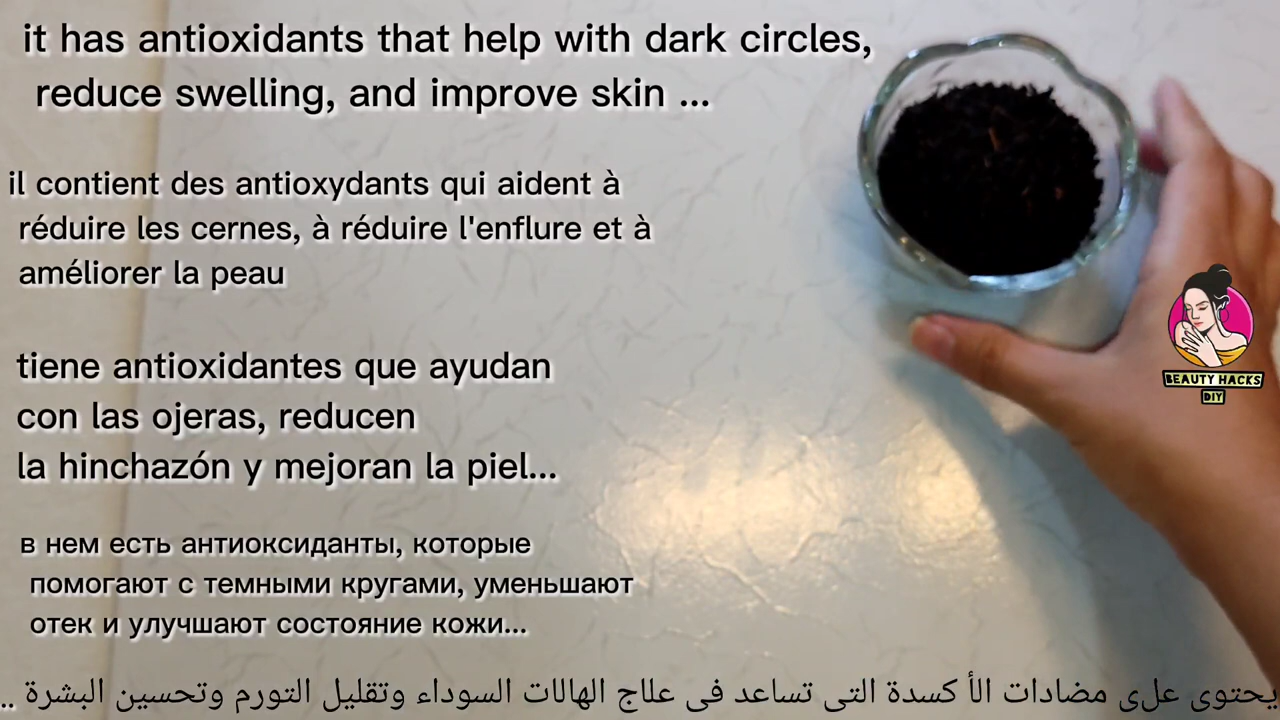 it has antioxidants that help with dark circles,
reduce swelling, and improve skin ...
il contient des antioxydants qui aident à
réduire les cernes, à réduire l'enflure et à
améliorer la peau
tiene antioxidantes que ayudan
con las ojeras, reducen
la hinchazón y mejoran la piel...
в нем есть антиоксиданты, которые
помогают с темными кругами, уменьшают
отек и улучшают состояние кожи...
يحتوى على مضادات الأ كسدة التى تساعد فى علاج الهالات السوداء وتقليل التورم وتحسين البشرة ..
BEAUTY HACKS
DIY